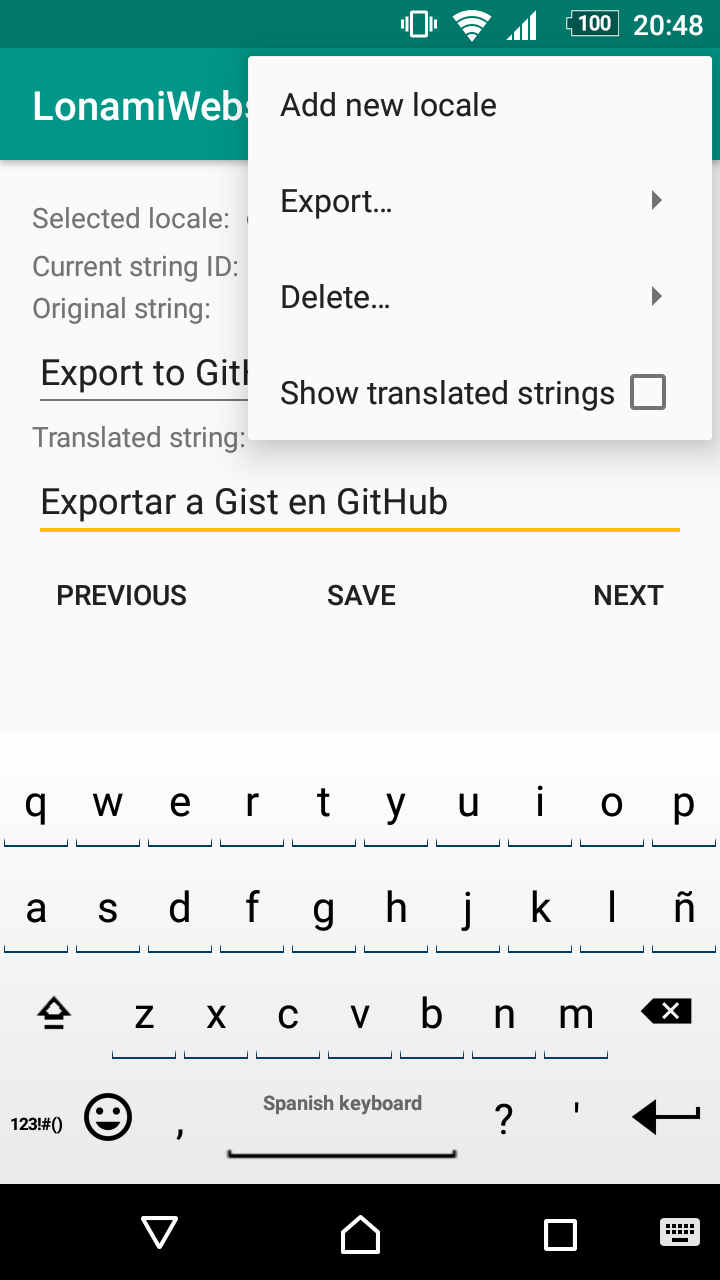 100 20:48
LonamiWebs
Add new locale
Export...
Delete...
Show translated strings
Selected locale:
Current string ID:
Original string:
Export to Git
Translated string:
Exportar a Gist en GitHub
PREVIOUS SAVE NEXT
q w e r t y u i o p
a s d f g h j k l ñ
z x c v b n m
123!#() , Spanish keyboard ? '